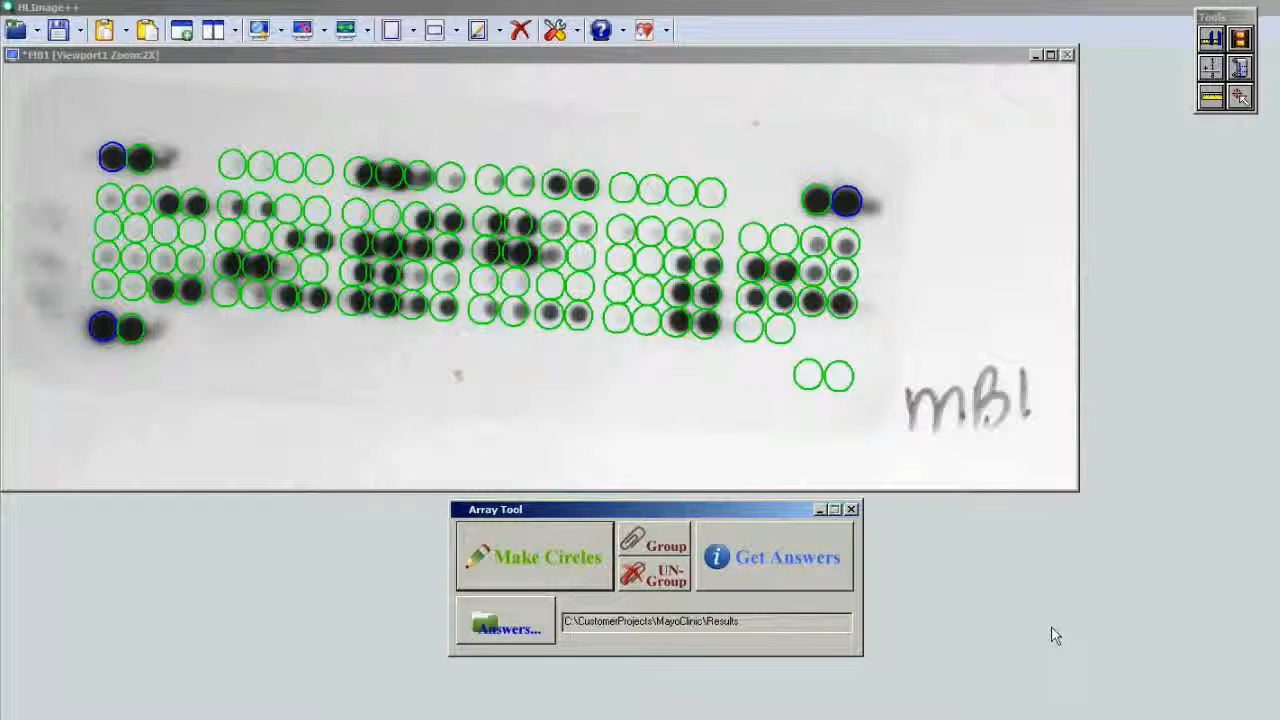 HLImage++
Tools
*MB1 [Viewport1 Zoom:2X]
MB1
Array Tool
Make Circles
Group
UN-
Group
Get Answers
Answers...
C:\CustomerProjects\MayoClinic\Results